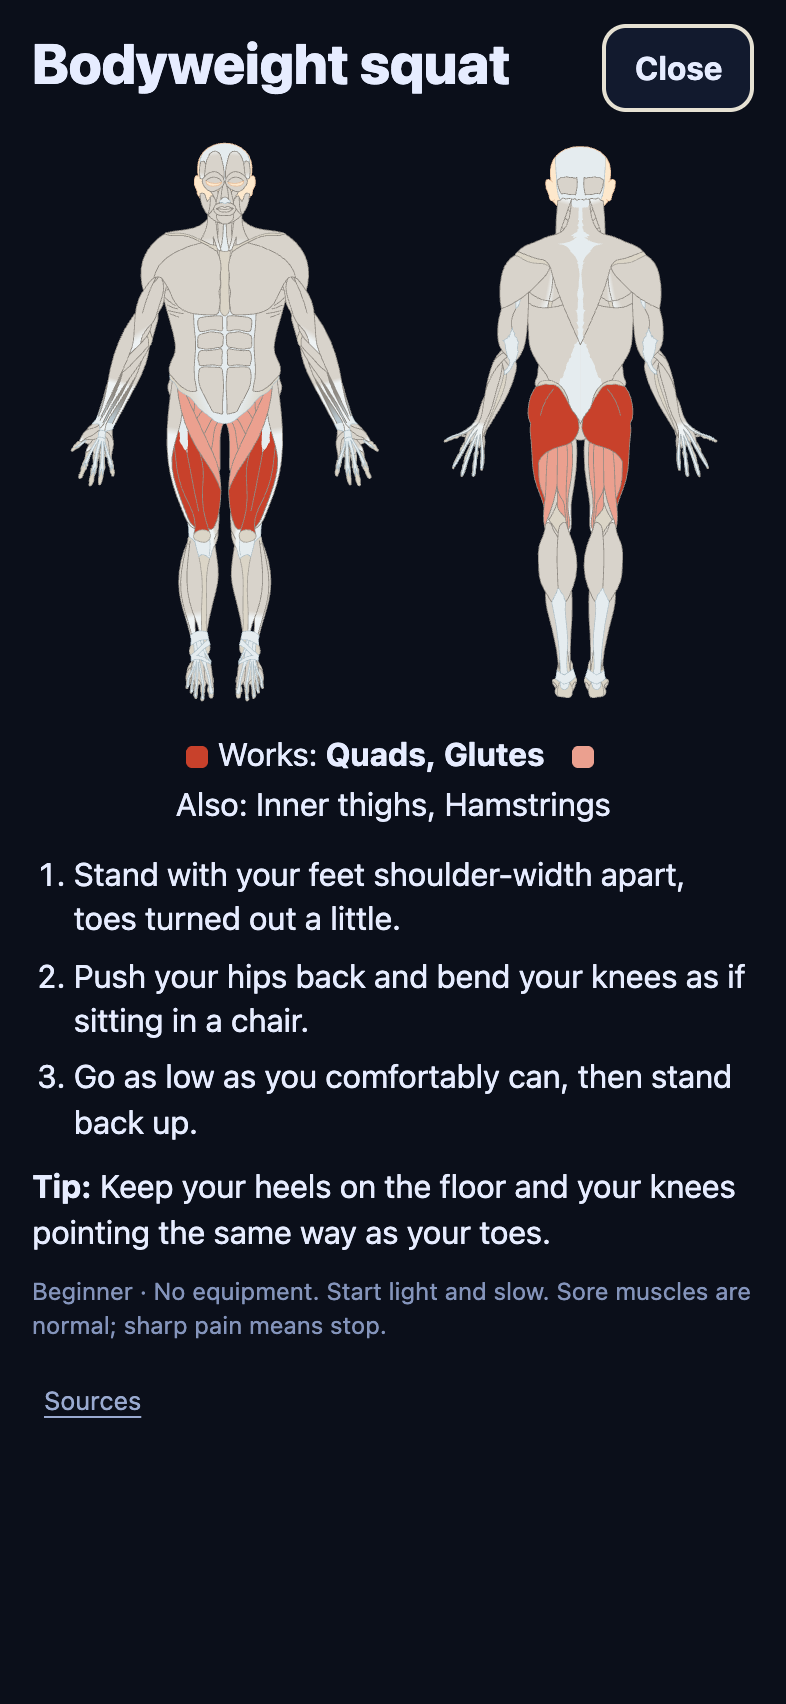 Bodyweight squat
Close
Works: Quads, Glutes
Also: Inner thighs, Hamstrings
1. Stand with your feet shoulder-width apart,
toes turned out a little.
2. Push your hips back and bend your knees as if
sitting in a chair.
3. Go as low as you comfortably can, then stand
back up.
Tip: Keep your heels on the floor and your knees
pointing the same way as your toes.
Beginner · No equipment. Start light and slow. Sore muscles are
normal; sharp pain means stop.
Sources